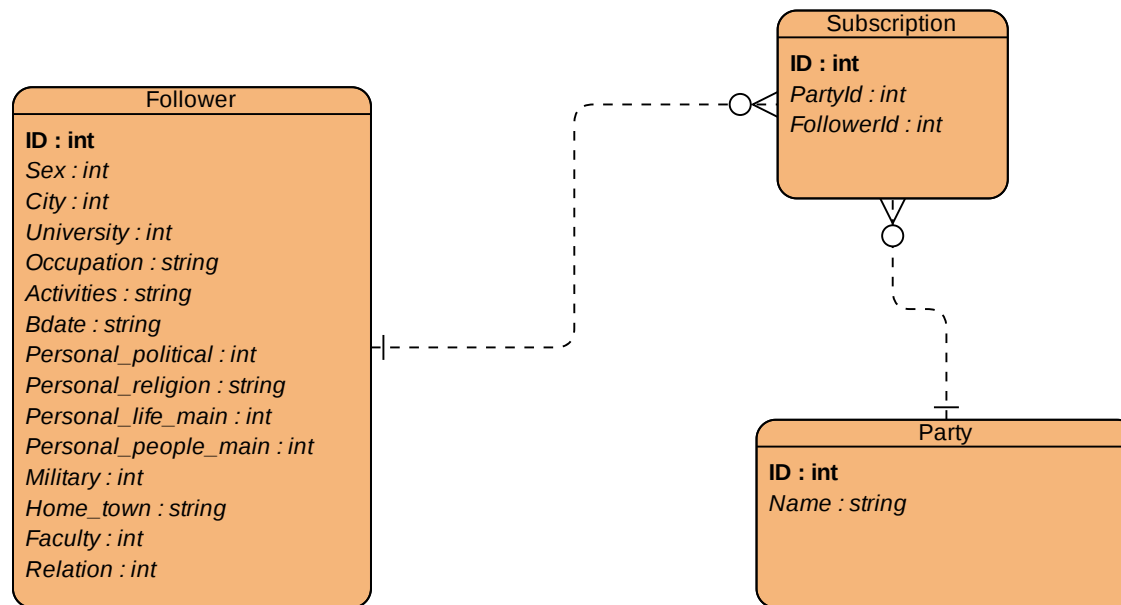 Follower
ID : int
Sex : int
City : int
University : int
Occupation : string
Activities : string
Bdate : string
Personal_political : int
Personal_religion : string
Personal_life_main : int
Personal_people_main : int
Military : int
Home_town : string
Faculty : int
Relation : int
Subscription
ID : int
PartyId : int
FollowerId : int
Party
ID : int
Name : string